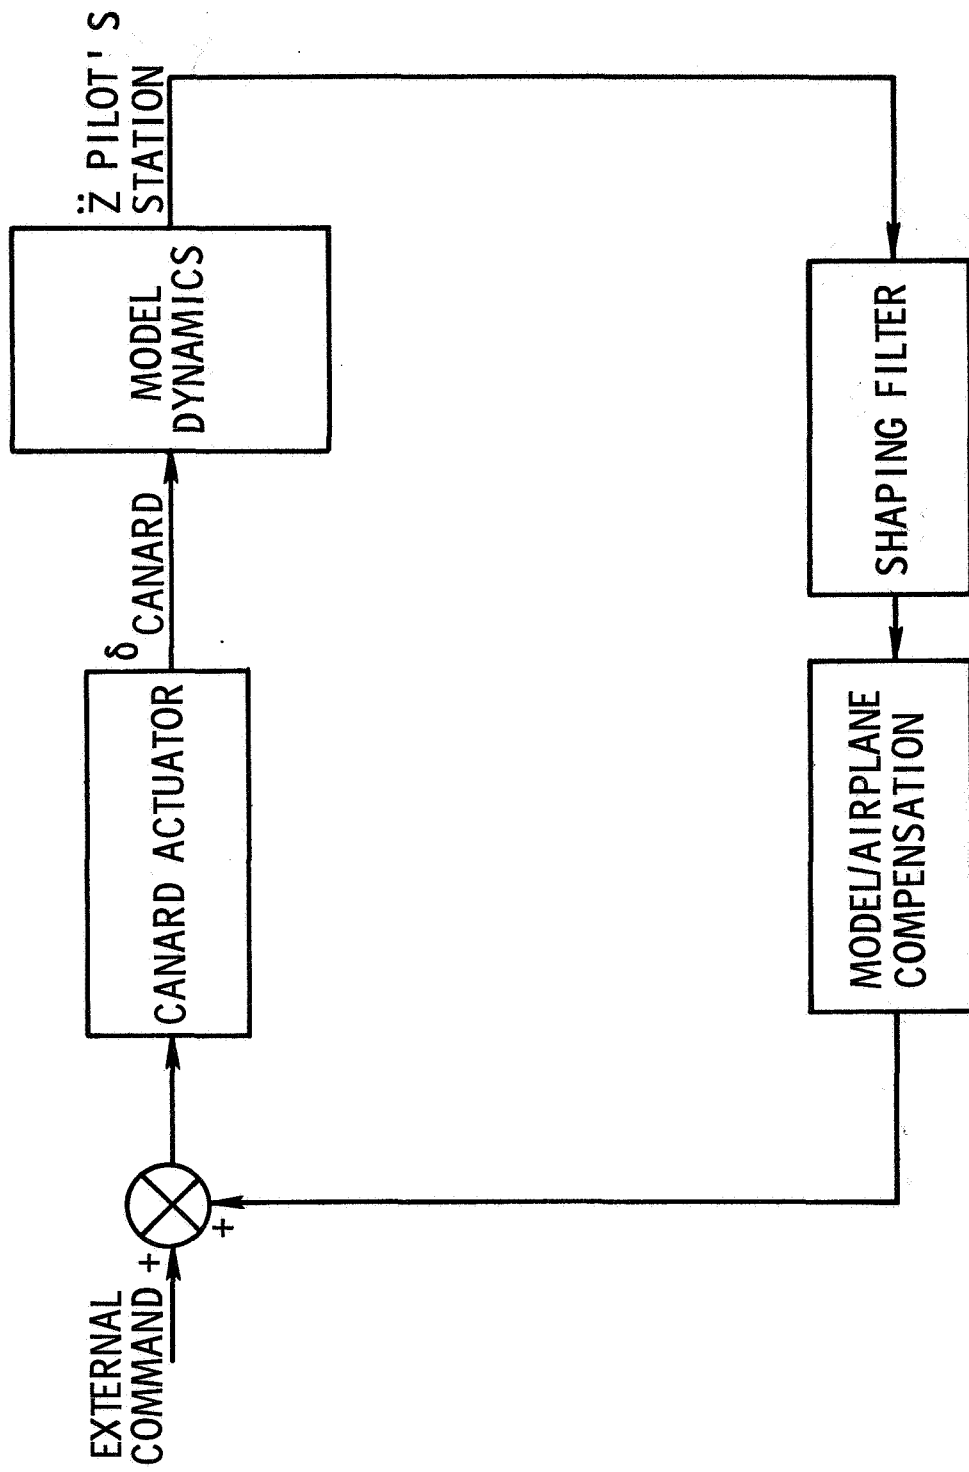 EXTERNAL
COMMAND
+
+
CANARD ACTUATOR
δ CANARD
MODEL
DYNAMICS
Z̈ PILOT'S
STATION
SHAPING FILTER
MODEL/AIRPLANE
COMPENSATION